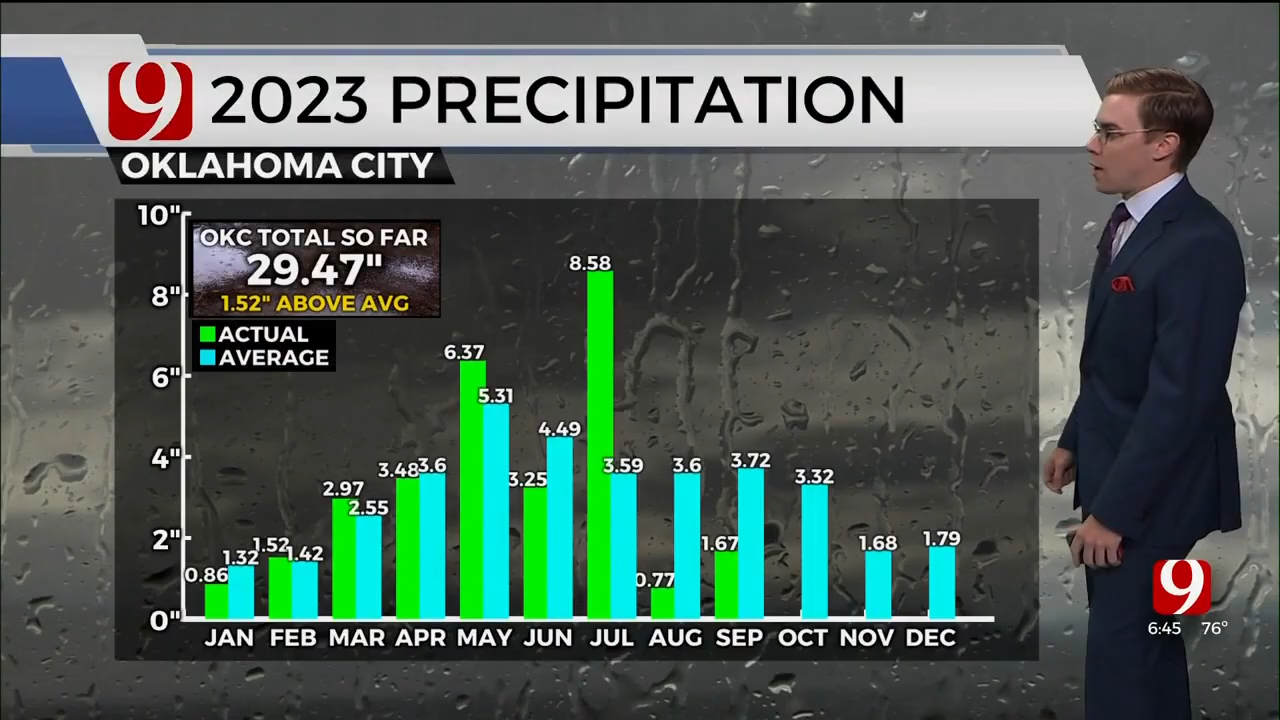 9 2023 PRECIPITATION
OKLAHOMA CITY
10"
8"
6"
4"
2"
0"
OKC TOTAL SO FAR
29.47"
1.52" ABOVE AVG
ACTUAL
AVERAGE
0.86 1.32 1.52 1.42 2.97 2.55 3.48 3.6 6.37 5.31 3.25 4.49 8.58 3.59 0.77 3.6 1.67 3.72 3.32 1.68 1.79
JAN FEB MAR APR MAY JUN JUL AUG SEP OCT NOV DEC
9
6:45 76°